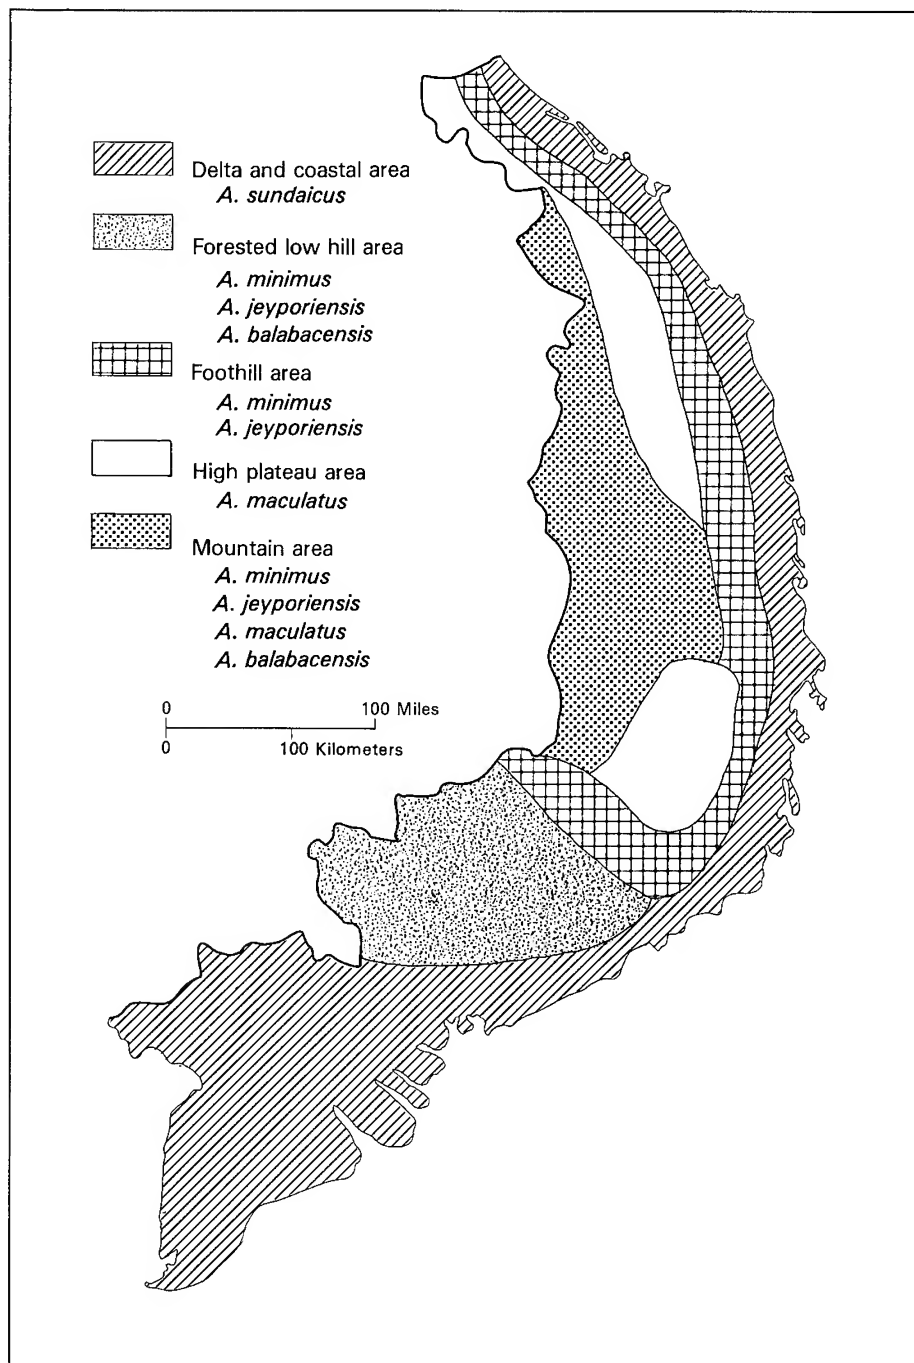 Delta and coastal area
A. sundaicus
Forested low hill area
A. minimus
A. jeyporiensis
A. balabacensis
Foothill area
A. minimus
A. jeyporiensis
High plateau area
A. maculatus
Mountain area
A. minimus
A. jeyporiensis
A. maculatus
A. balabacensis
0 100 Miles
0 100 Kilometers